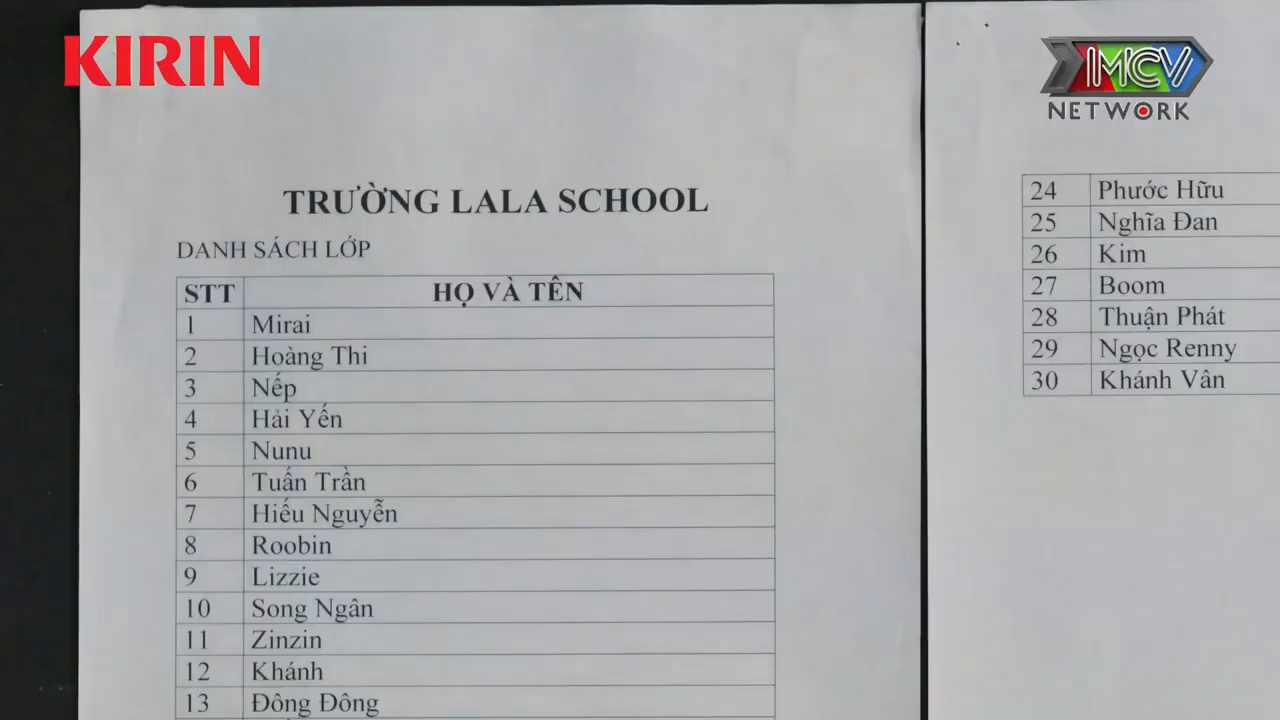 KIRIN
MCV
NETWORK
TRƯỜNG LALA SCHOOL
DANH SÁCH LỚP
STT HỌ VÀ TÊN
1 Mirai
2 Hoàng Thi
3 Nếp
4 Hải Yến
5 Nunu
6 Tuấn Trần
7 Hiếu Nguyễn
8 Roobin
9 Lizzie
10 Song Ngân
11 Zinzin
12 Khánh
13 Đông Đông
24 Phước Hữu
25 Nghĩa Đan
26 Kim
27 Boom
28 Thuận Phát
29 Ngọc Renny
30 Khánh Vân